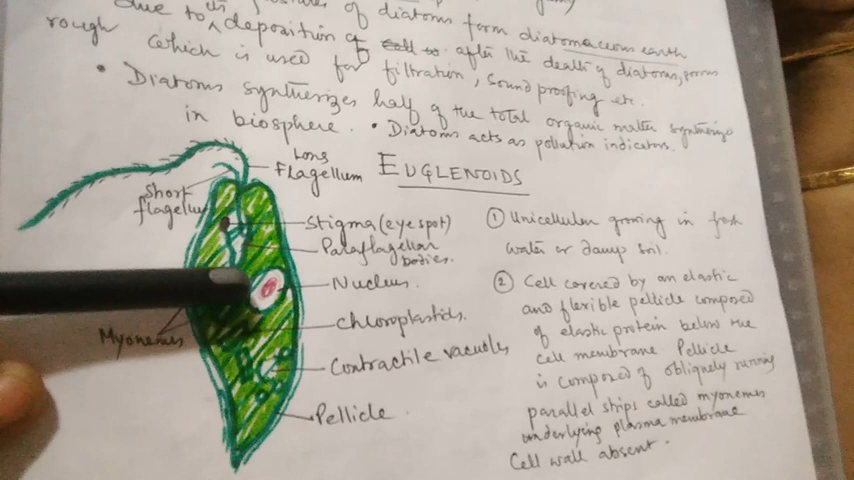 due to deposition of after the death of diatoms, porous
of diatoms form diatomaceous earth
rough (which is used for filtration, Sound proofing etc.
• Diatoms synthesizes half of the total organic matter synthesize
in biosphere. • Diatoms acts as pollution indicators.
EUGLENOIDS
Long
Flagellum
Short
flagellum
Stigma (eye spot)
Paraflagellar
bodies.
Nucleus.
Chloroplastids.
Myonemes
Contractile vacuoles
Pellicle.
① Unicellular growing in fresh
water or damp soil.
② Cell covered by an elastic
and flexible pellicle composed
of elastic protein below the
cell membrane Pellicle
is composed of obliquely running
parallel strips called myonemes
underlying plasma membrane
Cell wall absent.